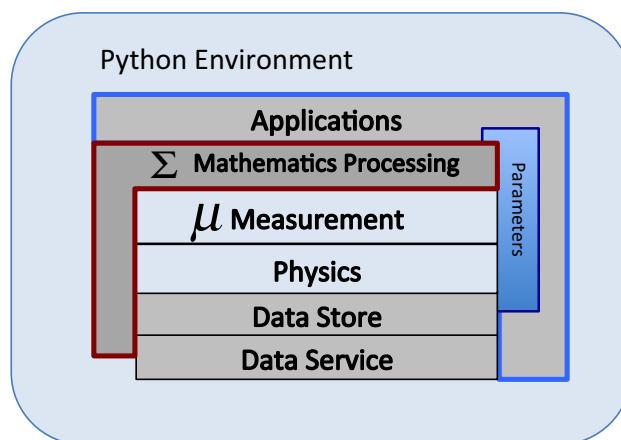 Python Environment
Applications
Σ Mathematics Processing
Parameters
μ Measurement
Physics
Data Store
Data Service